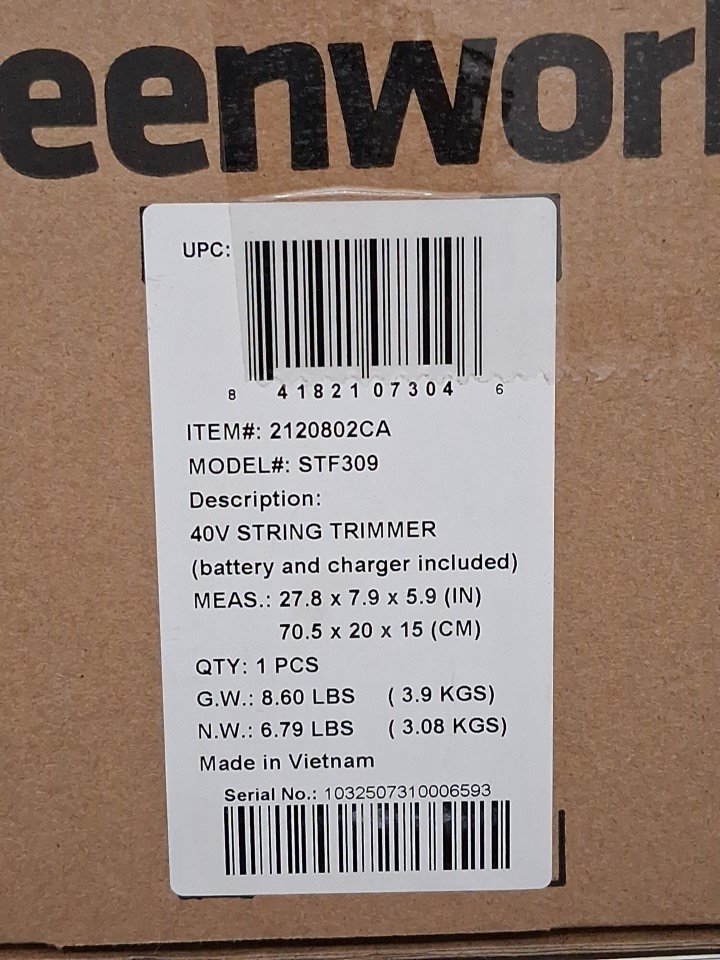 eenwor
UPC:
8 41821 07304 6
ITEM#: 2120802CA
MODEL#: STF309
Description:
40V STRING TRIMMER
(battery and charger included)
MEAS.: 27.8 x 7.9 x 5.9 (IN)
70.5 x 20 x 15 (CM)
QTY: 1 PCS
G.W.: 8.60 LBS ( 3.9 KGS)
N.W.: 6.79 LBS ( 3.08 KGS)
Made in Vietnam
Serial No.: 1032507310006593